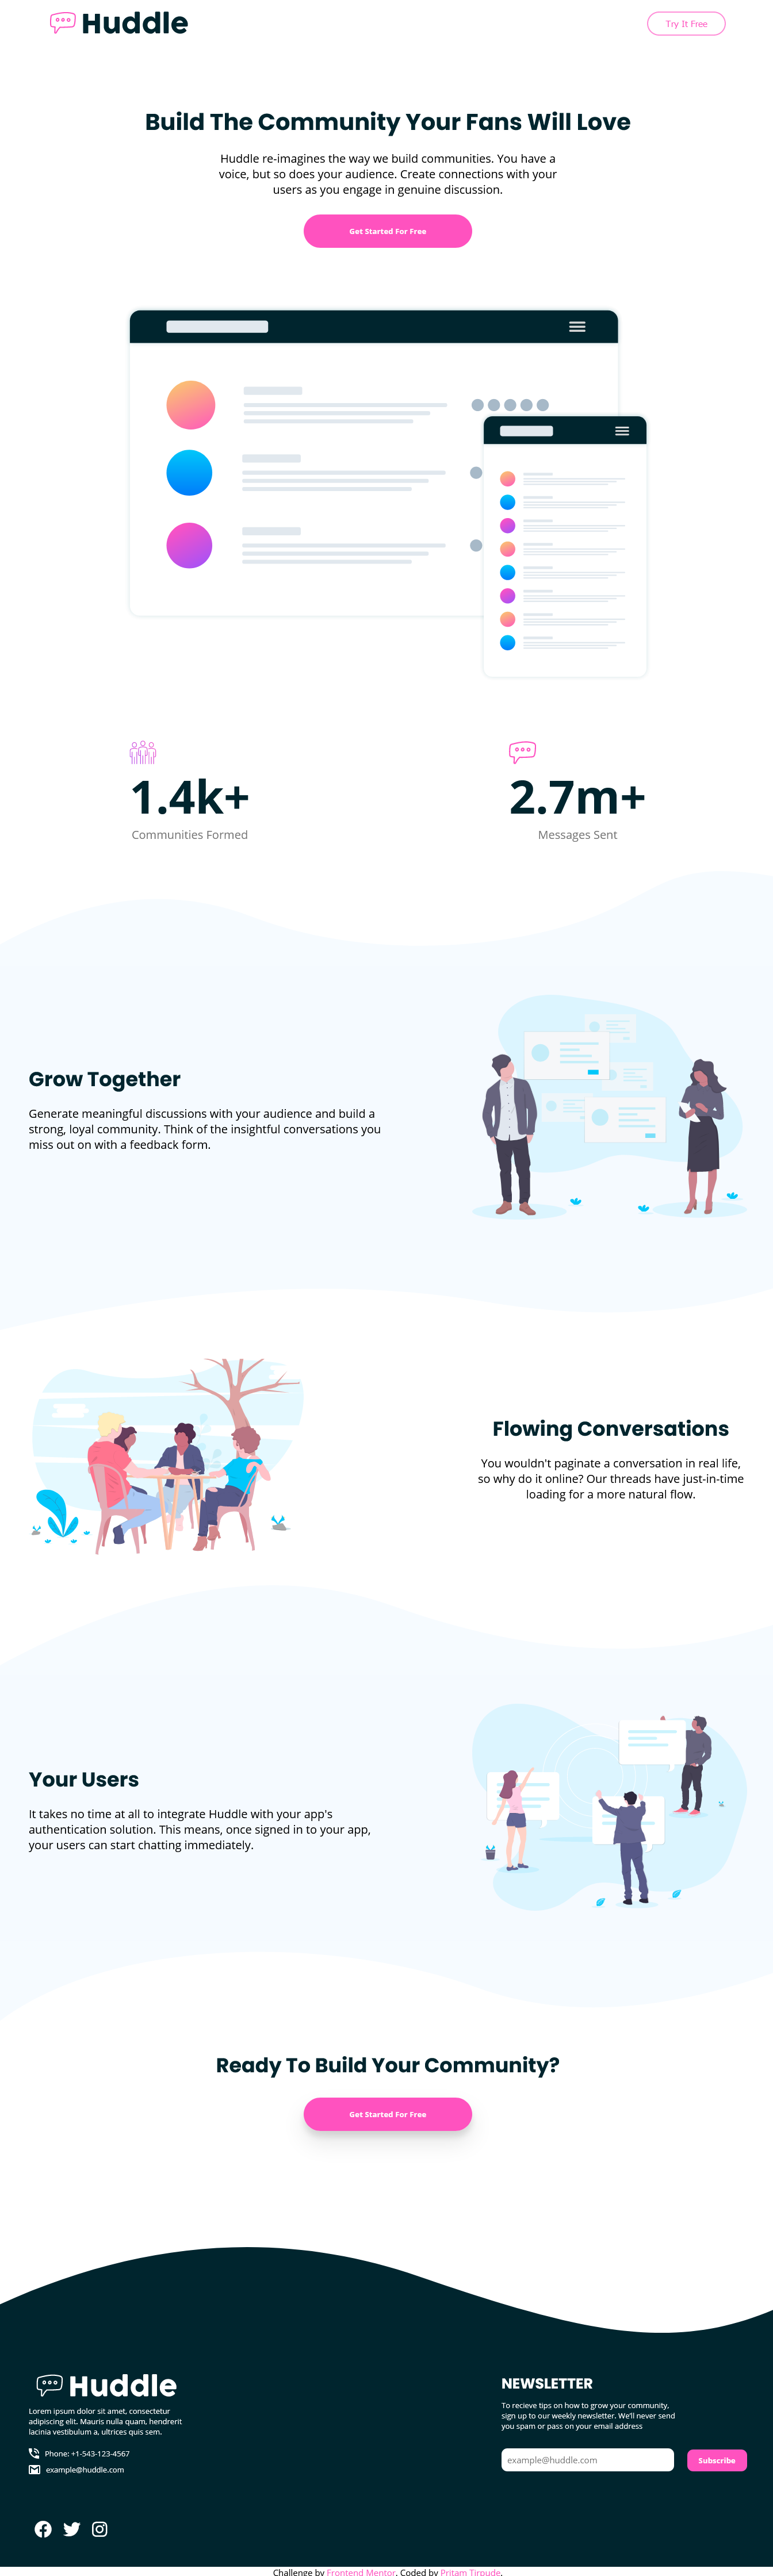 Huddle
Try It Free
Build The Community Your Fans Will Love
Huddle re-imagines the way we build communities. You have a
voice, but so does your audience. Create connections with your
users as you engage in genuine discussion.
Get Started For Free
1.4k+
Communities Formed
2.7m+
Messages Sent
Grow Together
Generate meaningful discussions with your audience and build a
strong, loyal community. Think of the insightful conversations you
miss out on with a feedback form.
Flowing Conversations
You wouldn't paginate a conversation in real life,
so why do it online? Our threads have just-in-time
loading for a more natural flow.
Your Users
It takes no time at all to integrate Huddle with your app's
authentication solution. This means, once signed in to your app,
your users can start chatting immediately.
Ready To Build Your Community?
Get Started For Free
Huddle
Lorem ipsum dolor sit amet, consectetur
adipiscing elit. Mauris nulla quam, hendrerit
lacinia vestibulum a, ultrices quis sem.
Phone: +1-543-123-4567
example@huddle.com
NEWSLETTER
To recieve tips on how to grow your community,
sign up to our weekly newsletter. We'll never send
you spam or pass on your email address
example@huddle.com
Subscribe
Challenge by Frontend Mentor. Coded by Pritam Tirpude.